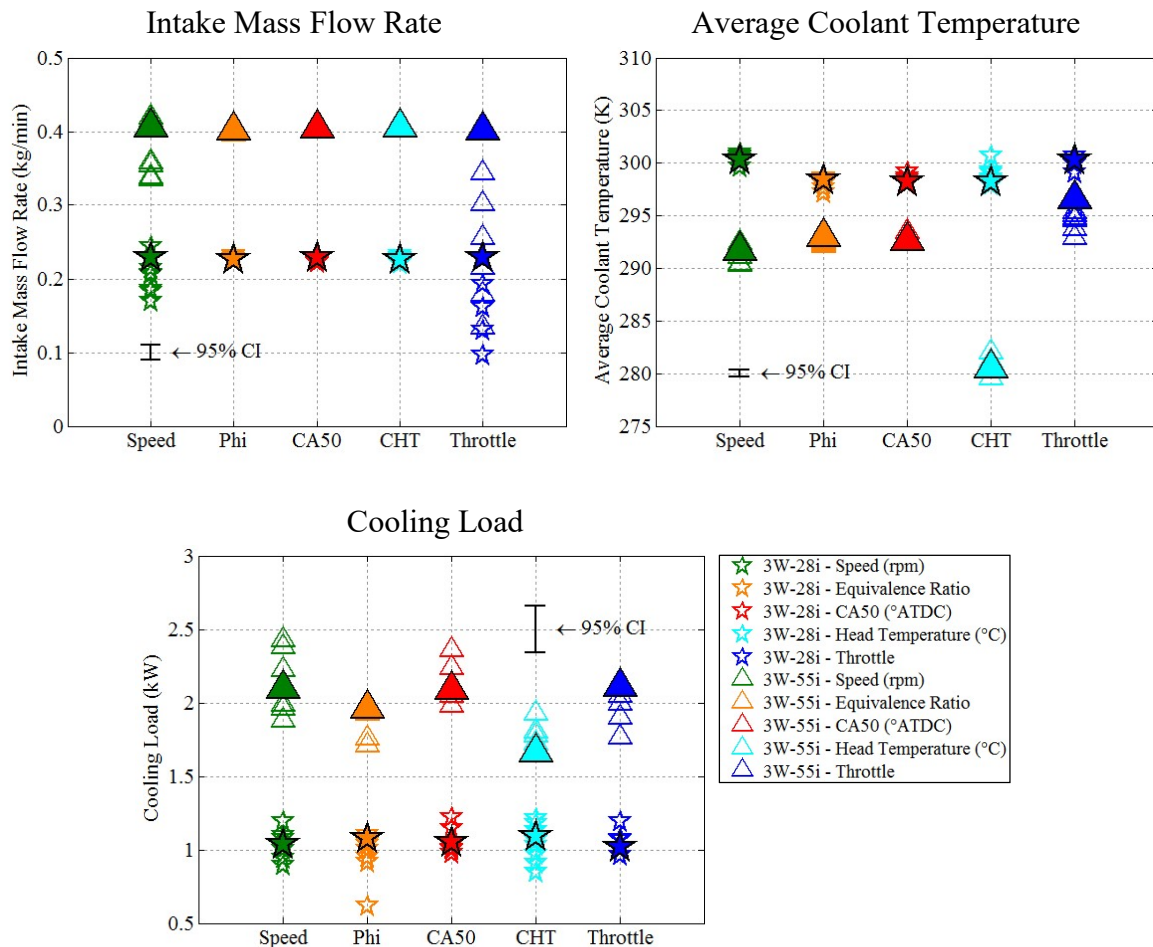 Intake Mass Flow Rate
Intake Mass Flow Rate (kg/min)
0.5
0.4
0.3
0.2
0.1
0
← 95% CI
Speed Phi CA50 CHT Throttle
Average Coolant Temperature
Average Coolant Temperature (K)
310
305
300
295
290
285
280
275
← 95% CI
Speed Phi CA50 CHT Throttle
Cooling Load
Cooling Load (kW)
3
2.5
2
1.5
1
0.5
← 95% CI
Speed Phi CA50 CHT Throttle
3W-28i - Speed (rpm)
3W-28i - Equivalence Ratio
3W-28i - CA50 (°ATDC)
3W-28i - Head Temperature (°C)
3W-28i - Throttle
3W-55i - Speed (rpm)
3W-55i - Equivalence Ratio
3W-55i - CA50 (°ATDC)
3W-55i - Head Temperature (°C)
3W-55i - Throttle